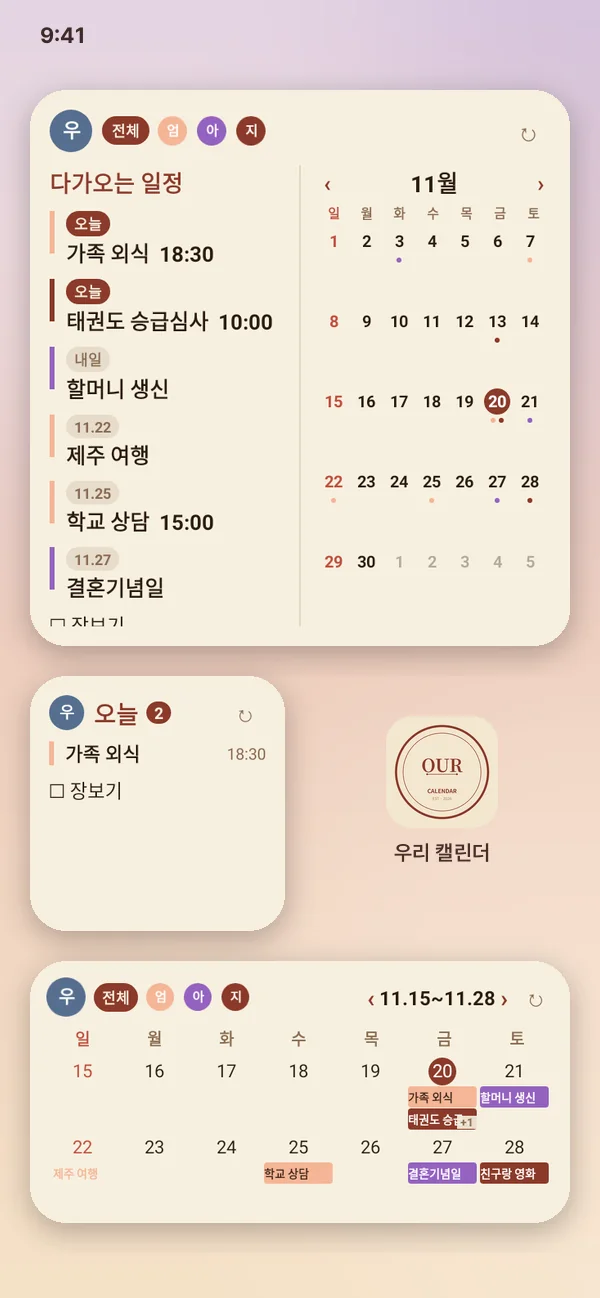 9:41
우 전체 엄 아 지 ↻
다가오는 일정
오늘
가족 외식 18:30
오늘
태권도 승급심사 10:00
내일
할머니 생신
11.22
제주 여행
11.25
학교 상담 15:00
11.27
결혼기념일
☐ 장보기
‹ 11월 ›
일 월 화 수 목 금 토
1 2 3 4 5 6 7
8 9 10 11 12 13 14
15 16 17 18 19 20 21
22 23 24 25 26 27 28
29 30 1 2 3 4 5
우 오늘 2 ↻
가족 외식 18:30
☐ 장보기
OUR
CALENDAR
우리 캘린더
우 전체 엄 아 지 ‹ 11.15~11.28 › ↻
일 월 화 수 목 금 토
15 16 17 18 19 20 21
가족 외식 할머니 생신
태권도 승급 +1
22 23 24 25 26 27 28
제주 여행 학교 상담 결혼기념일 친구랑 영화